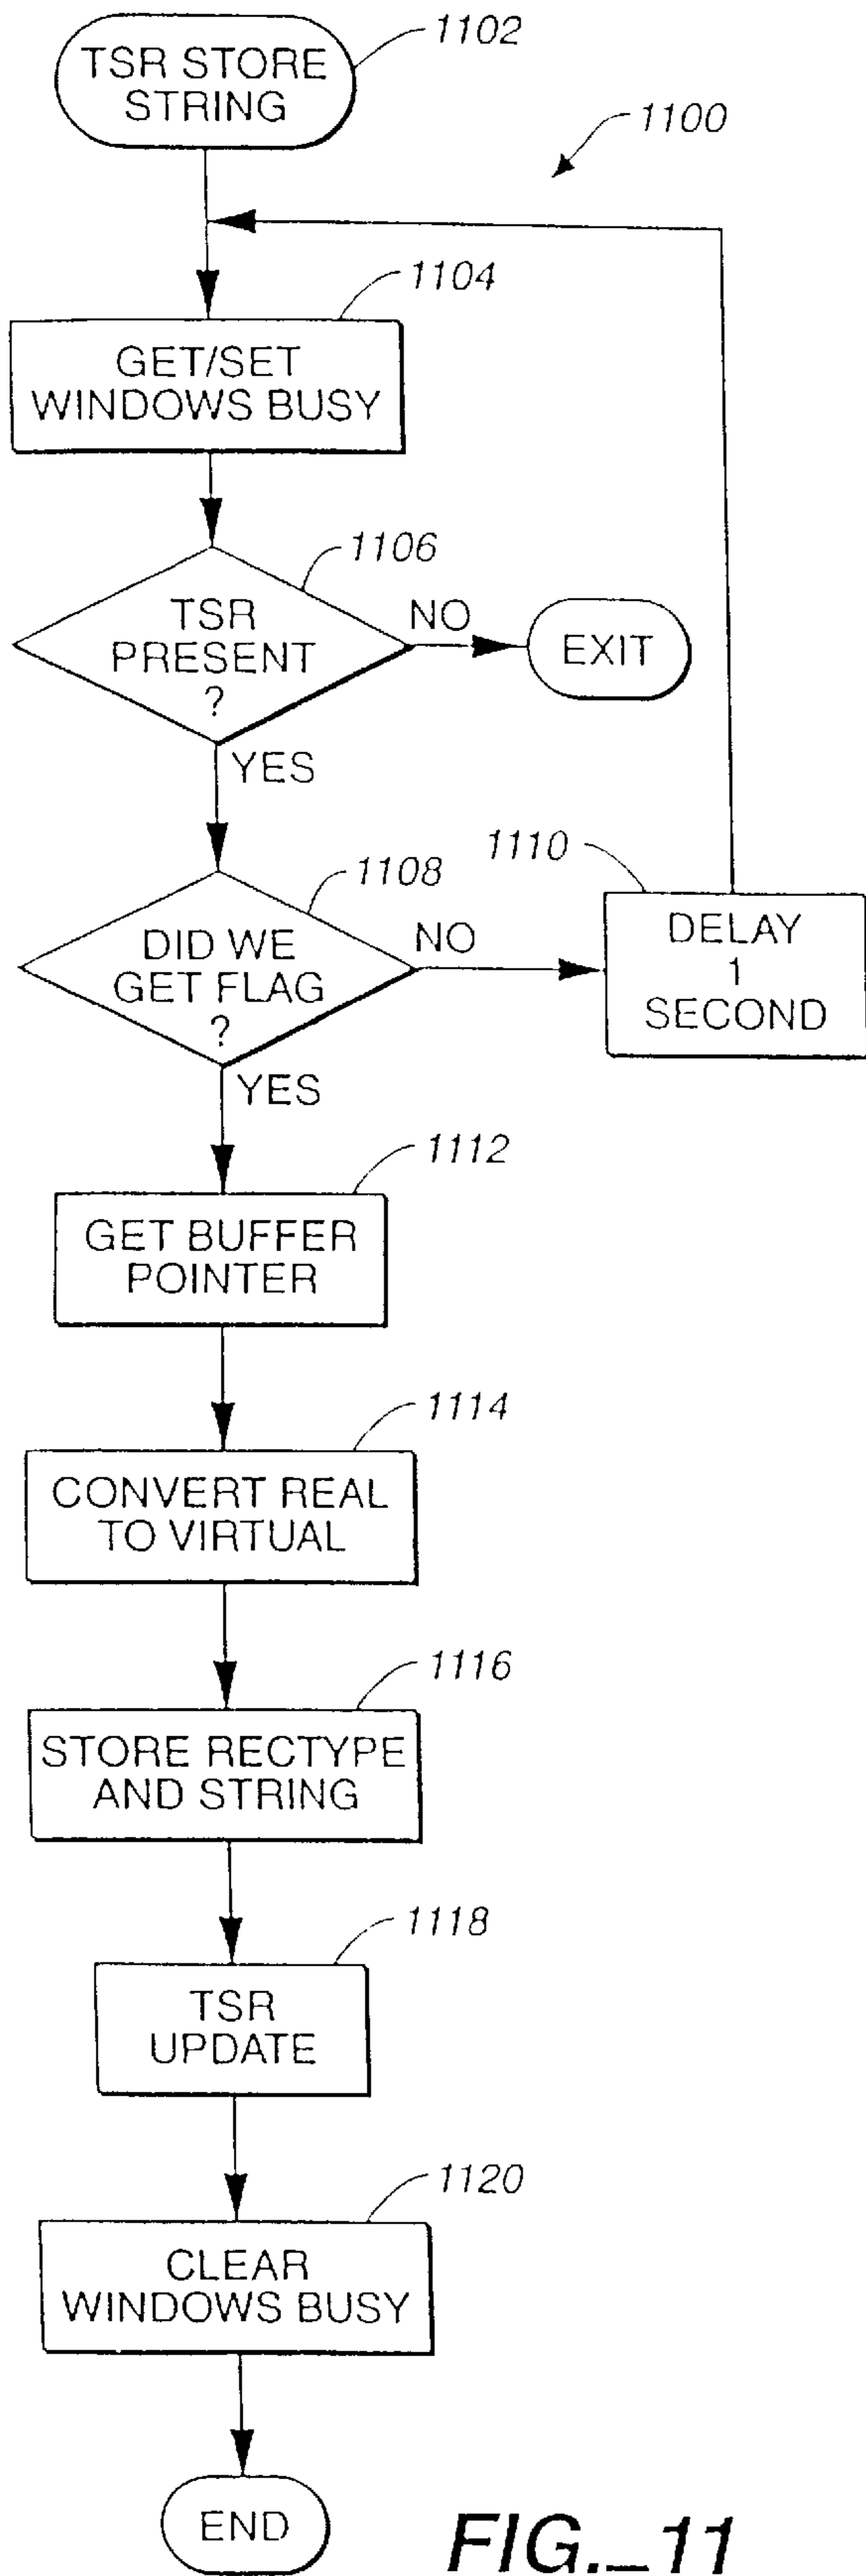 1102
TSR STORE
STRING
1100
1104
GET/SET
WINDOWS BUSY
1106
TSR
PRESENT
?
NO
EXIT
YES
1108
DID WE
GET FLAG
?
NO
1110
DELAY
1
SECOND
YES
1112
GET BUFFER
POINTER
1114
CONVERT REAL
TO VIRTUAL
1116
STORE RECTYPE
AND STRING
1118
TSR
UPDATE
1120
CLEAR
WINDOWS BUSY
END
FIG._11